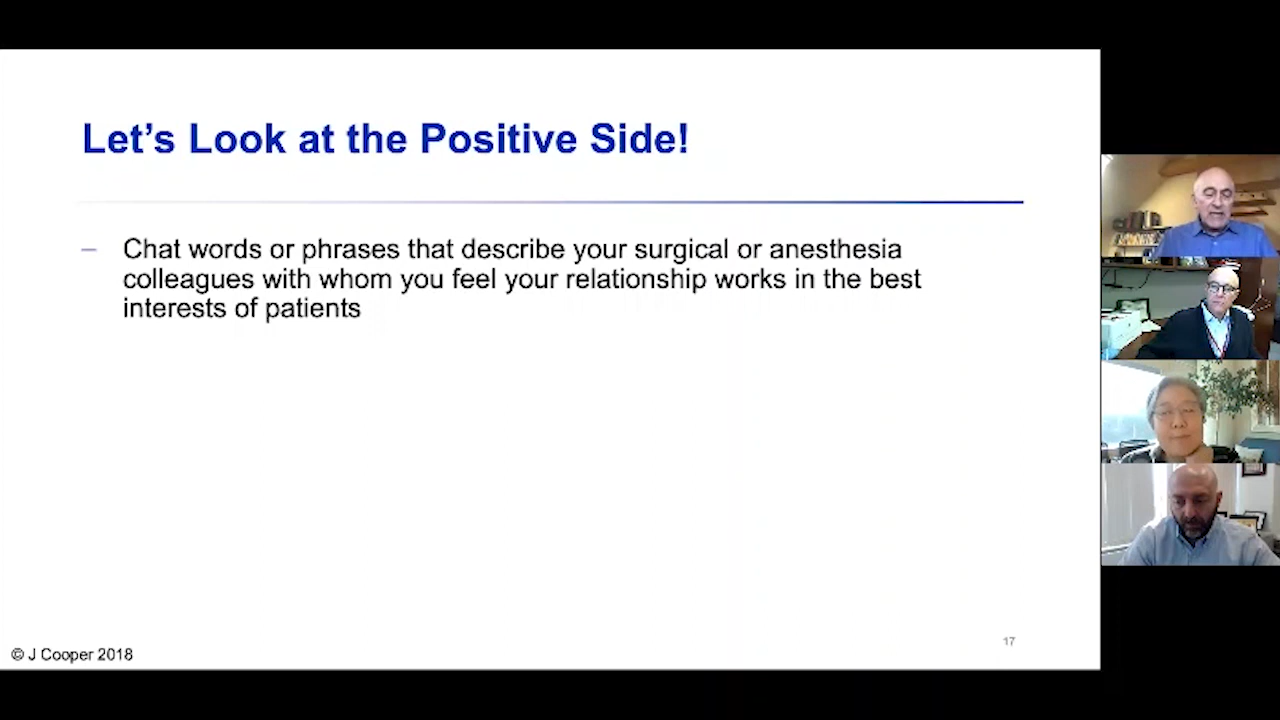 Let's Look at the Positive Side!
– Chat words or phrases that describe your surgical or anesthesia
colleagues with whom you feel your relationship works in the best
interests of patients
17
© J Cooper 2018